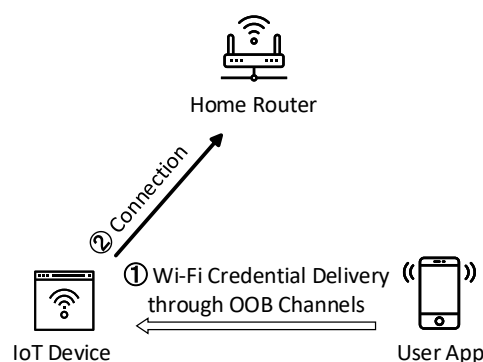 Home Router
② Connection
① Wi-Fi Credential Delivery
through OOB Channels
IoT Device
User App